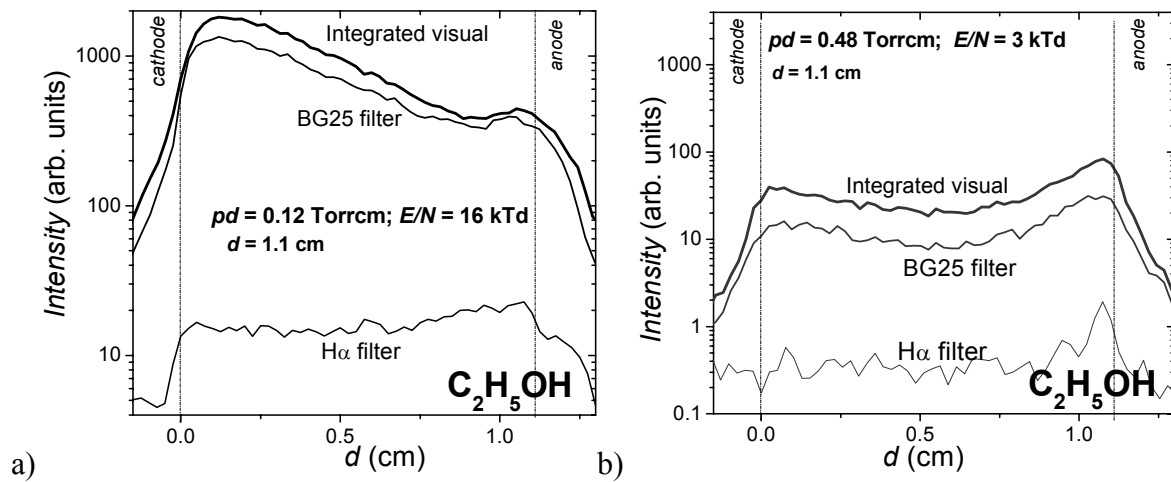 cathode
Integrated visual
anode
BG25 filter
pd = 0.12 Torrcm; E/N = 16 kTd
d = 1.1 cm
Hα filter
C₂H₅OH
Intensity (arb. units)
1000
100
10
0.0 0.5 1.0
d (cm)
a)
cathode
pd = 0.48 Torrcm; E/N = 3 kTd
d = 1.1 cm
anode
Integrated visual
BG25 filter
Hα filter
C₂H₅OH
Intensity (arb. units)
1000
100
10
1
0.1
0.0 0.5 1.0
d (cm)
b)